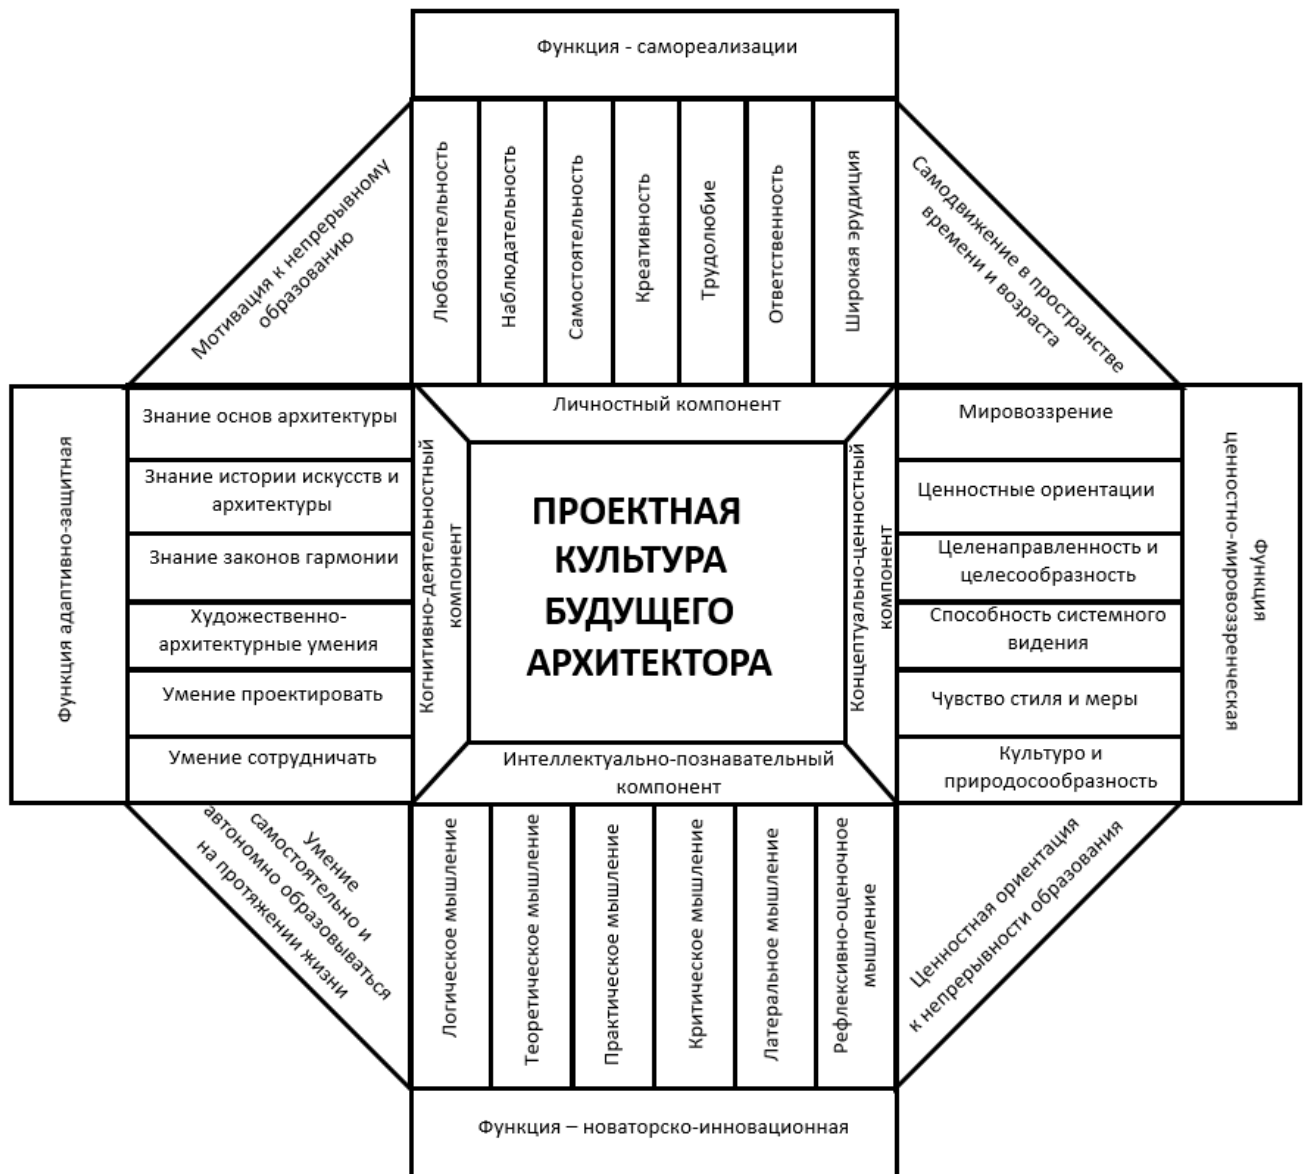 Функция - самореализации
Мотивация к непрерывному
образованию
Любознательность
Наблюдательность
Самостоятельность
Креативность
Трудолюбие
Ответственность
Широкая эрудиция
Самодвижение в пространстве
времени и возраста
Функция адаптивно-защитная
Знание основ архитектуры
Знание истории искусств и
архитектуры
Знание законов гармонии
Художественно-
архитектурные умения
Умение проектировать
Умение сотрудничать
Когнитивно-деятельностный
компонент
Личностный компонент
ПРОЕКТНАЯ
КУЛЬТУРА
БУДУЩЕГО
АРХИТЕКТОРА
Интеллектуально-познавательный
компонент
Концептуально-ценностный
компонент
Мировоззрение
Ценностные ориентации
Целенаправленность и
целесообразность
Способность системного
видения
Чувство стиля и меры
Культуро и
природосообразность
Функция
ценностно-мировоззренческая
Умение
самостоятельно и
автономно образовываться
на протяжении жизни
Логическое мышление
Теоретическое мышление
Практическое мышление
Критическое мышление
Латеральное мышление
Рефлексивно-оценочное
мышление
Ценностная ориентация
к непрерывности образования
Функция – новаторско-инновационная